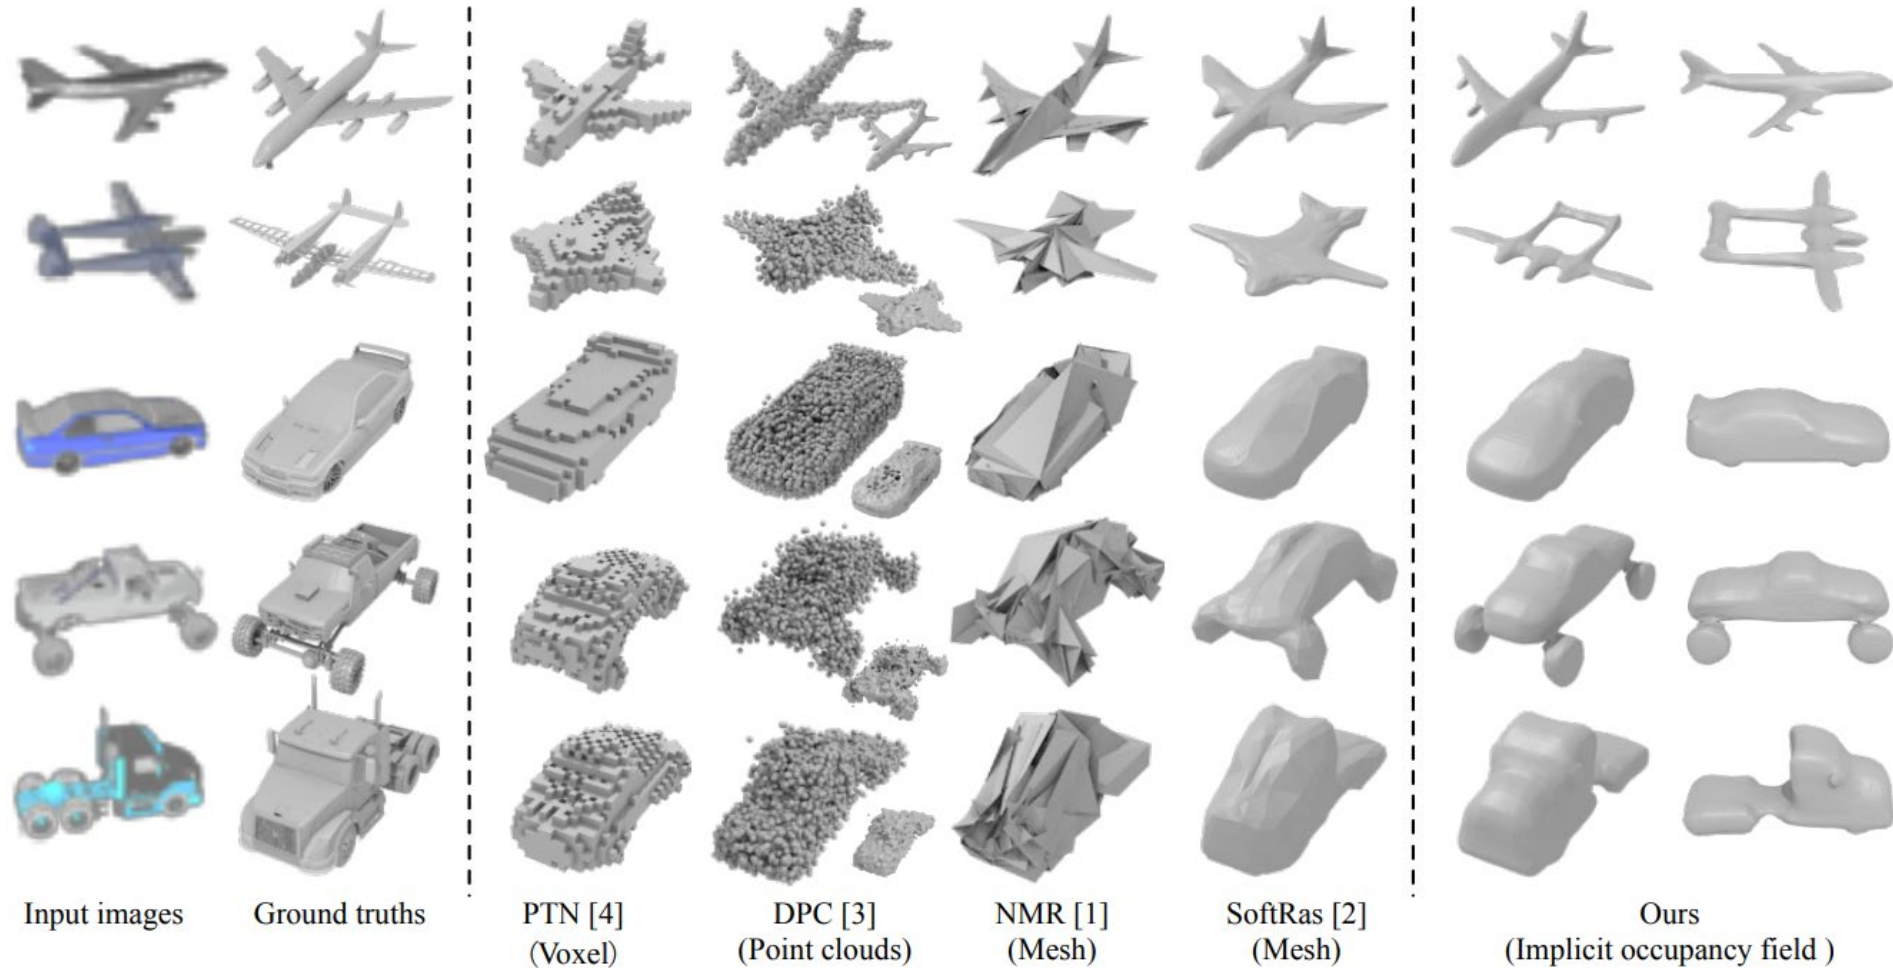 Input images
Ground truths
PTN [4]
(Voxel)
DPC [3]
(Point clouds)
NMR [1]
(Mesh)
SoftRas [2]
(Mesh)
Ours
(Implicit occupancy field )